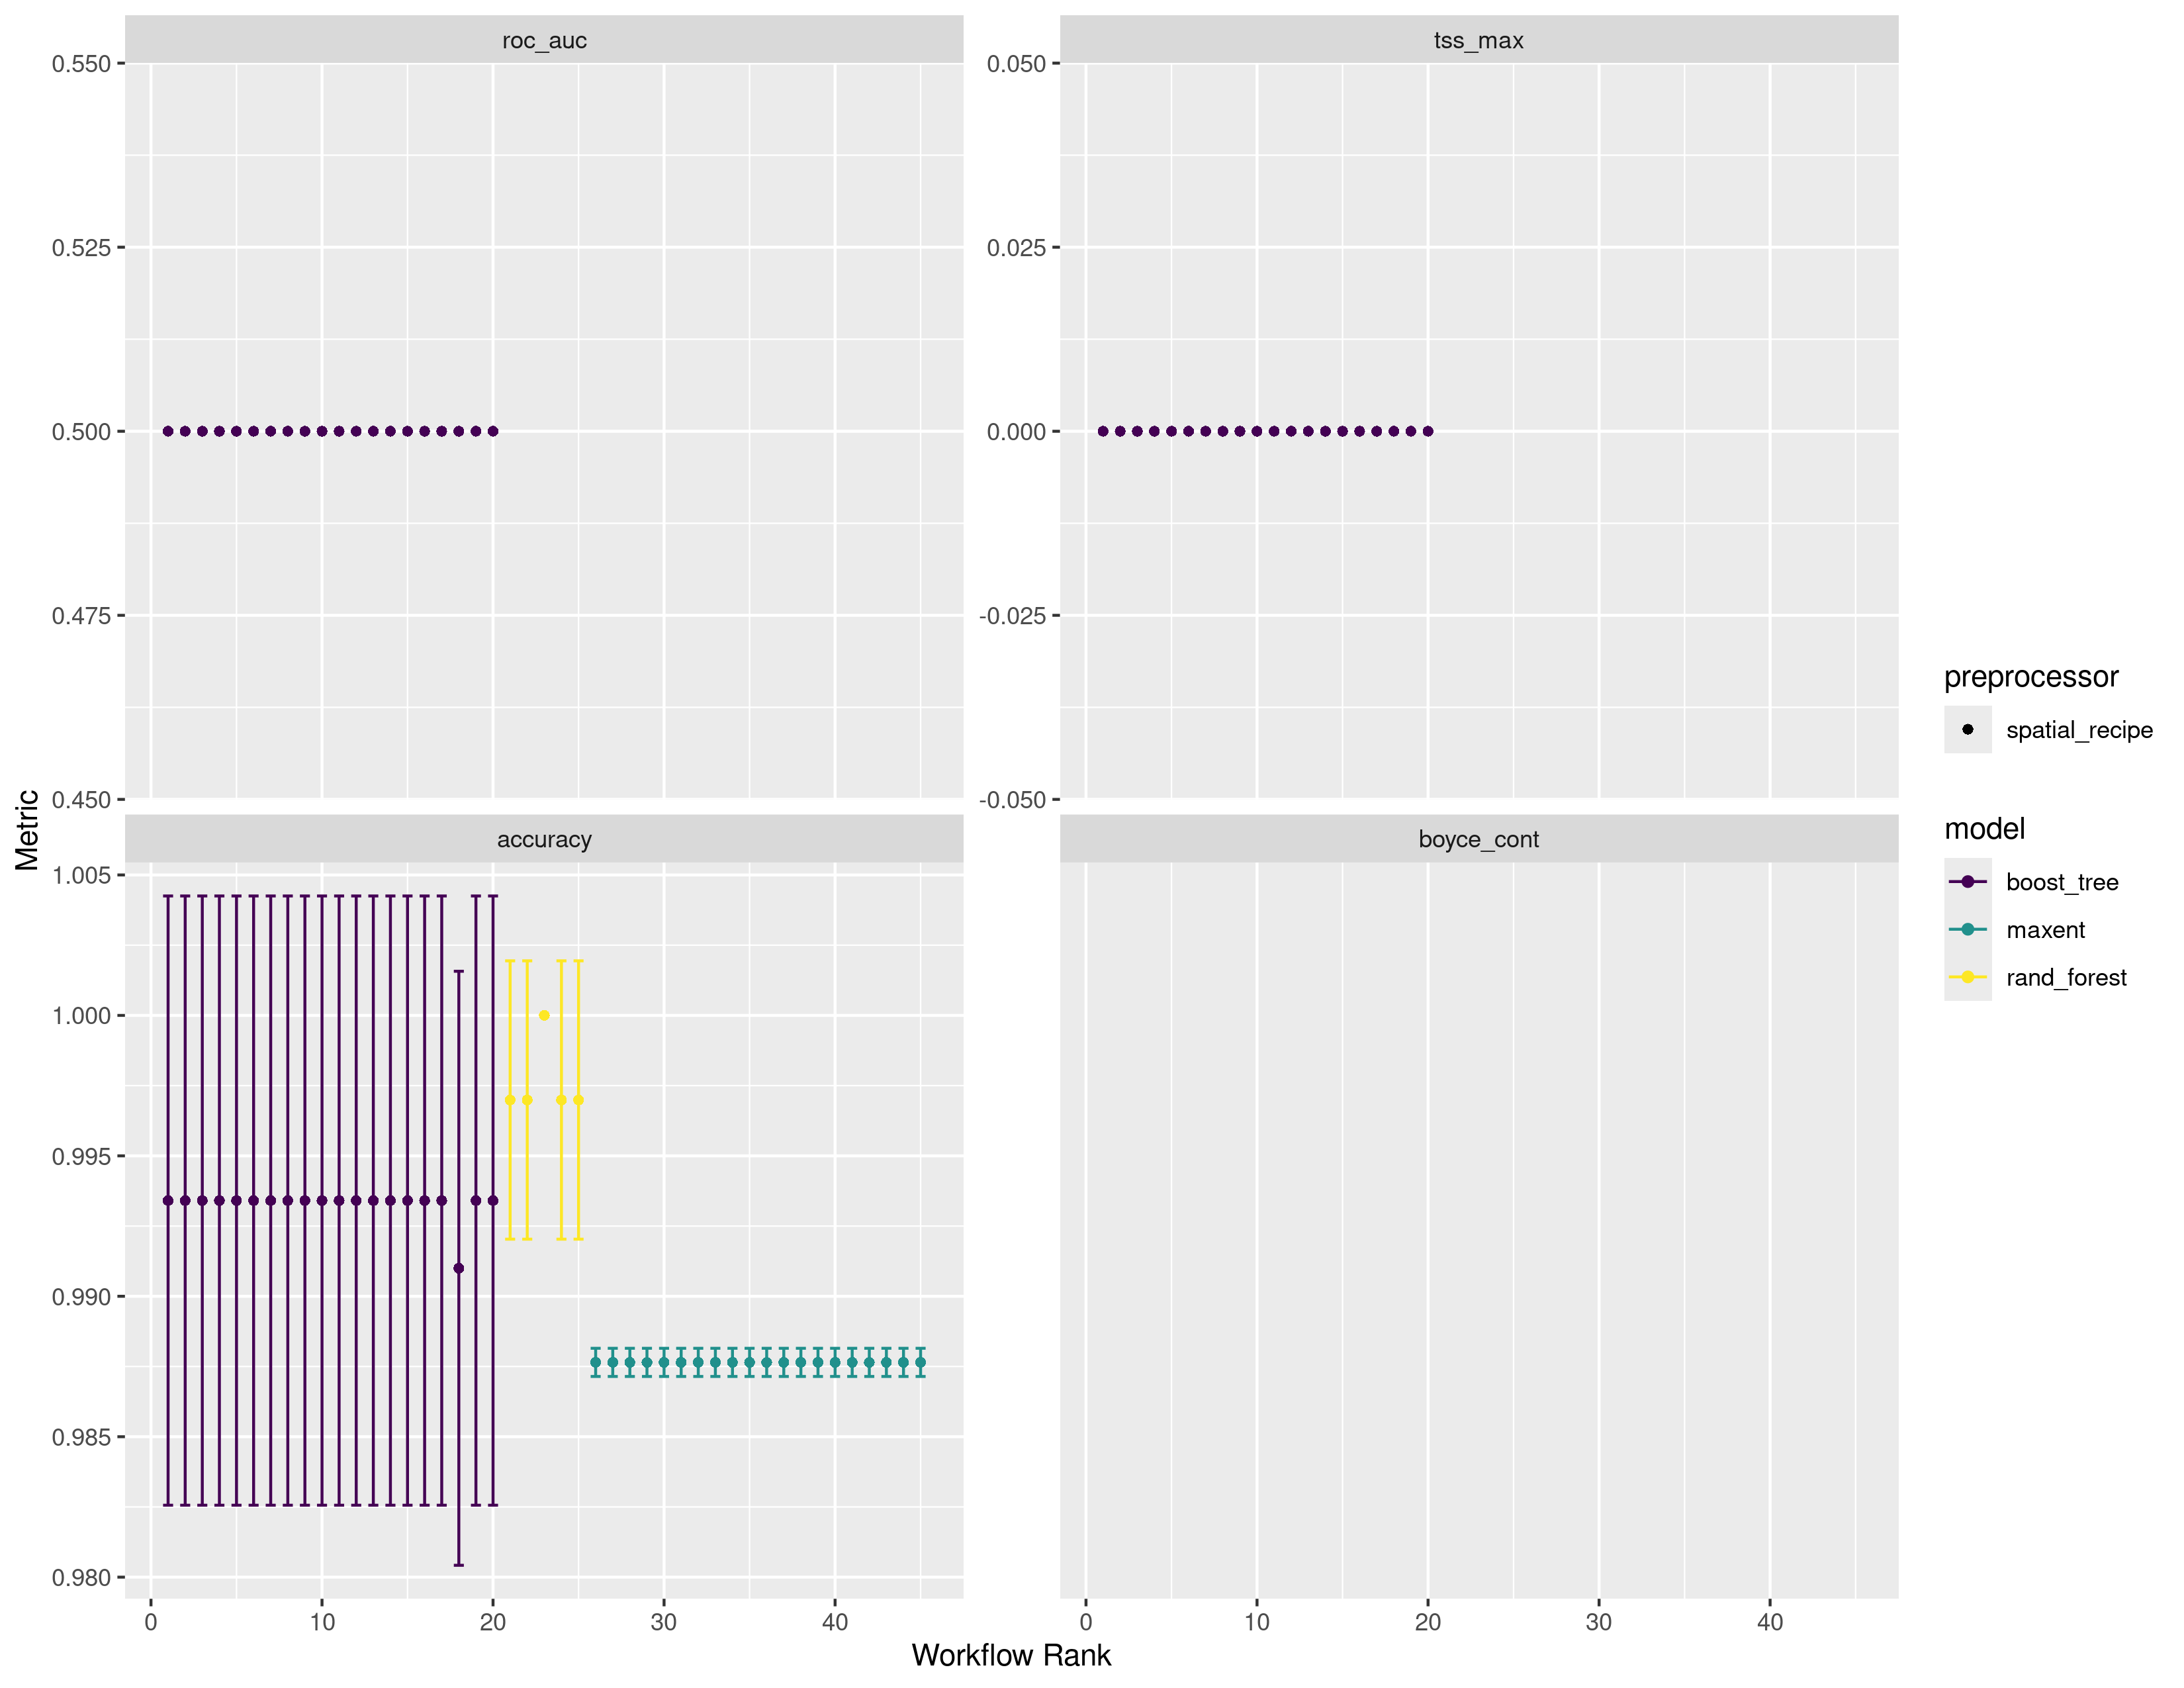 roc_auc
tss_max
0.550
0.525
0.500
0.475
0.450
0.050
0.025
0.000
-0.025
-0.050
accuracy
boyce_cont
1.005
1.000
0.995
0.990
0.985
0.980
0
10
20
30
40
0
10
20
30
40
Metric
Workflow Rank
preprocessor
spatial_recipe
model
boost_tree
maxent
rand_forest